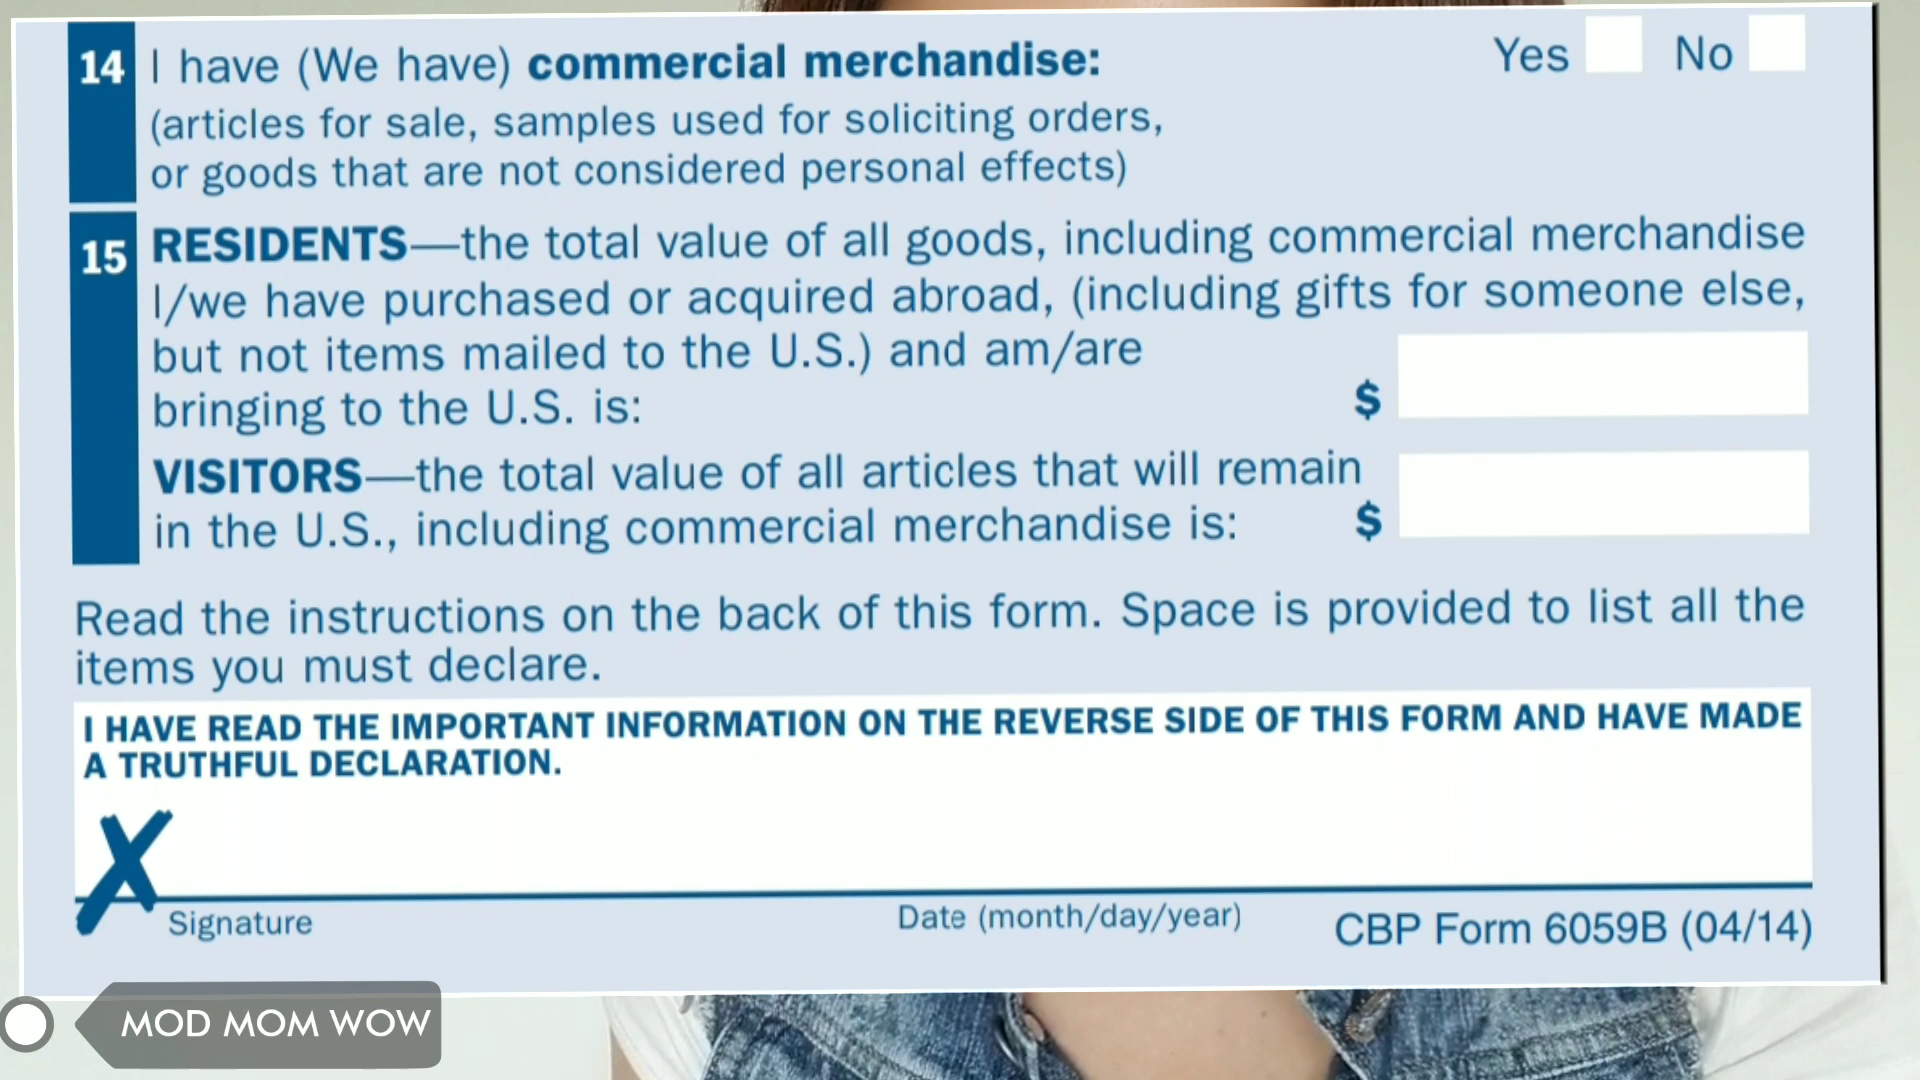 14 I have (We have) commercial merchandise: Yes No
(articles for sale, samples used for soliciting orders,
or goods that are not considered personal effects)
15 RESIDENTS—the total value of all goods, including commercial merchandise
I/we have purchased or acquired abroad, (including gifts for someone else,
but not items mailed to the U.S.) and am/are
bringing to the U.S. is: $
VISITORS—the total value of all articles that will remain
in the U.S., including commercial merchandise is: $
Read the instructions on the back of this form. Space is provided to list all the
items you must declare.
I HAVE READ THE IMPORTANT INFORMATION ON THE REVERSE SIDE OF THIS FORM AND HAVE MADE
A TRUTHFUL DECLARATION.
X
Signature Date (month/day/year) CBP Form 6059B (04/14)
MOD MOM WOW